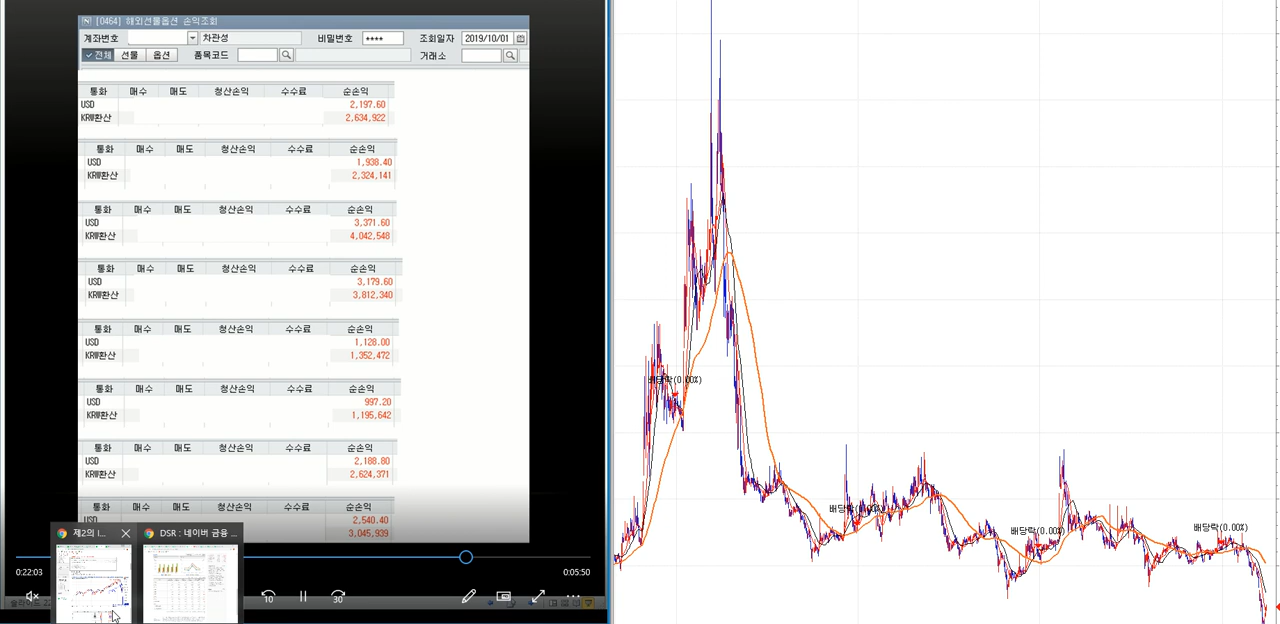 [0464] 해외선물옵션 손익조회
계좌번호 차관성 비밀번호 **** 조회일자 2019/10/01
전체 선물 옵션 품목코드 거래소
통화 매수 매도 청산손익 수수료 순손익
USD 2,197.60
KRW환산 2,634,922
통화 매수 매도 청산손익 수수료 순손익
USD 1,938.40
KRW환산 2,324,141
통화 매수 매도 청산손익 수수료 순손익
USD 3,371.60
KRW환산 4,042,548
통화 매수 매도 청산손익 수수료 순손익
USD 3,179.60
KRW환산 3,812,340
통화 매수 매도 청산손익 수수료 순손익
USD 1,128.00
KRW환산 1,352,472
통화 매수 매도 청산손익 수수료 순손익
USD 997.20
KRW환산 1,195,642
통화 매수 매도 청산손익 수수료 순손익
USD 2,188.80
KRW환산 2,624,371
통화 매수 매도 청산손익 수수료 순손익
USD 2,540.40
3,045,939
제2의 I... DSR : 네이버 금융 ...
0:22:03 0:05:50
10 30
배당락(0.00%)
배당락(0.00%)
배당락(0.00%)
배당락(0.00%)